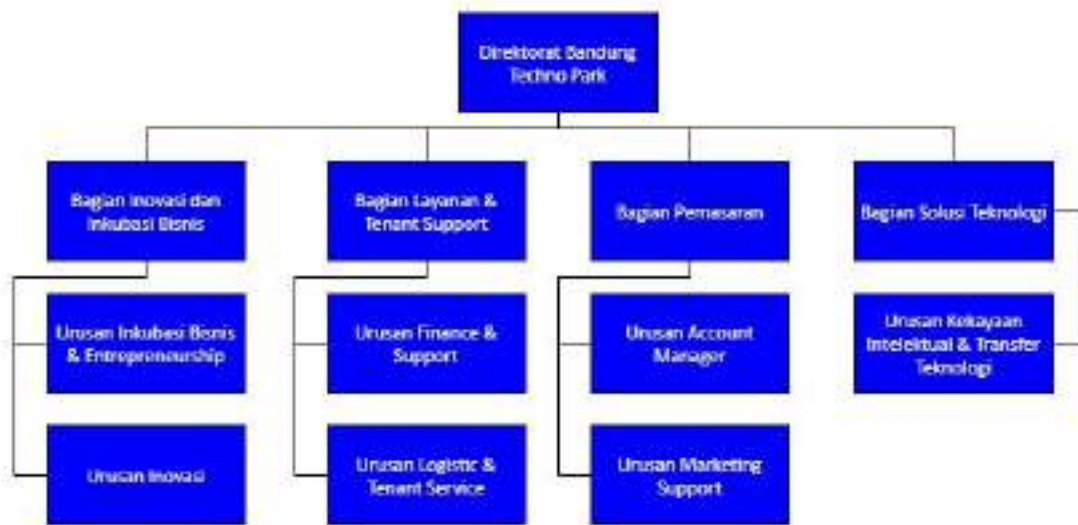 Direktorat Bandung
Techno Park
Bagian Inovasi dan
Inkubasi Bisnis
Bagian Layanan &
Tenant Support
Bagian Pemasaran
Bagian Solusi Teknologi
Urusan Inkubasi Bisnis
& Entrepreneurship
Urusan Finance &
Support
Urusan Account
Manager
Urusan Kekayaan
Intelektual & Transfer
Teknologi
Urusan Inovasi
Urusan Logistic &
Tenant Service
Urusan Marketing
Support